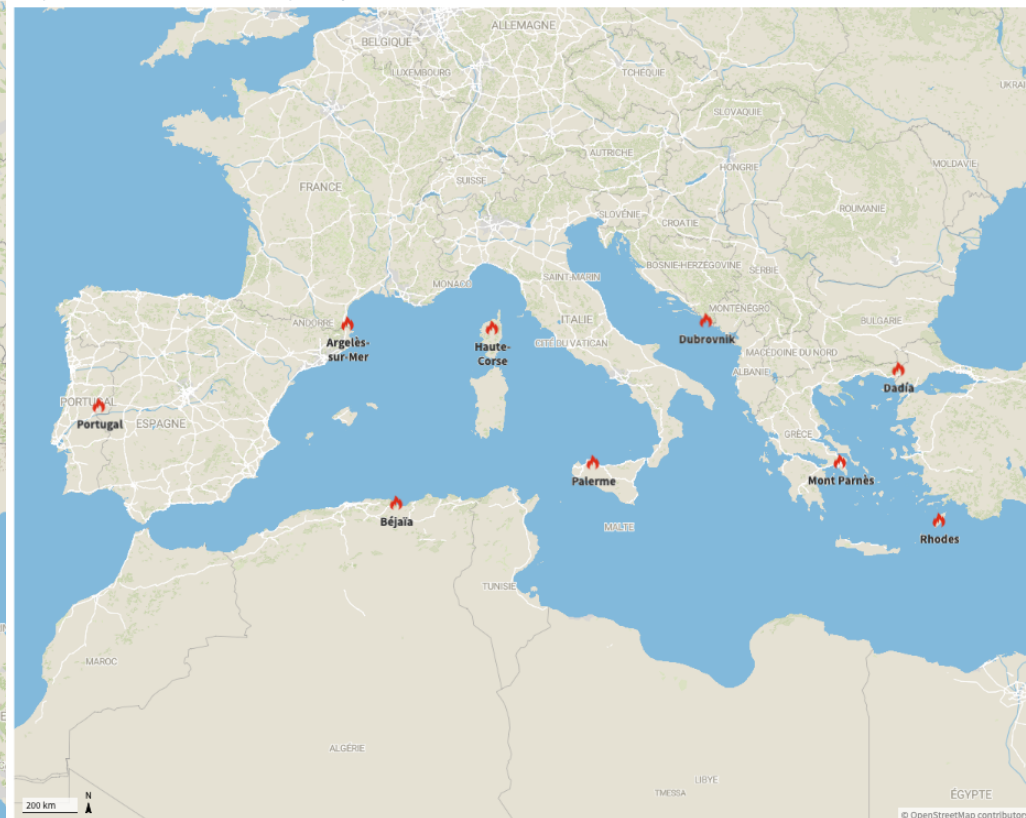 ALLEMAGNE
BELGIQUE
LUXEMBOURG
TCHÉQUIE
UKRAI
SLOVAQUIE
AUTRICHE
MOLDAVIE
HONGRIE
SUISSE
FRANCE
ROUMANIE
SLOVÉNIE
CROATIE
BOSNIE-HERZÉGOVINE
SERBIE
SAINT-MARIN
MONACO
MONTÉNÉGRO
ITALIE
BULGARIE
ANDORRE
Argelès-
sur-Mer
Haute-
Corse
CITÉ DU VATICAN
Dubrovnik
MACÉDOINE DU NORD
ALBANIE
Dadía
PORTUGAL
Portugal
ESPAGNE
GRÈCE
Palerme
Mont Parnès
Béjaïa
MALTE
Rhodes
TUNISIE
MAROC
ALGÉRIE
LIBYE
TMESSA
ÉGYPTE
N
200 km
© OpenStreetMap contributors